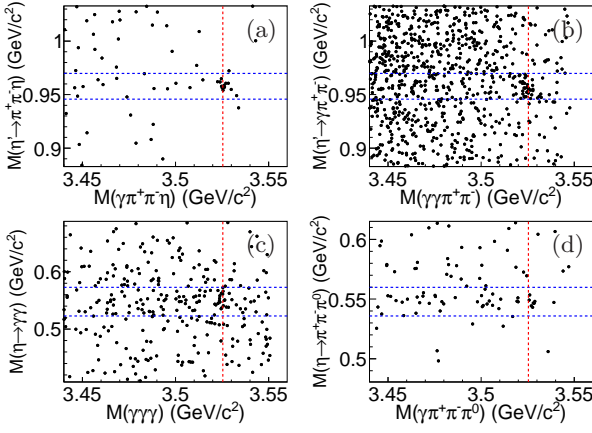 (a)
M(η'→π⁺π⁻η) (GeV/c²)
1
0.95
0.9
3.45 3.5 3.55
M(γπ⁺π⁻η) (GeV/c²)
(b)
M(η'→γπ⁺π⁻) (GeV/c²)
1
0.95
0.9
3.45 3.5 3.55
M(γγπ⁺π⁻) (GeV/c²)
(c)
M(η→γγ) (GeV/c²)
0.6
0.5
3.45 3.5 3.55
M(γγγ) (GeV/c²)
(d)
M(η→π⁺π⁻π⁰) (GeV/c²)
0.6
0.55
0.5
3.45 3.5 3.55
M(γπ⁺π⁻π⁰) (GeV/c²)